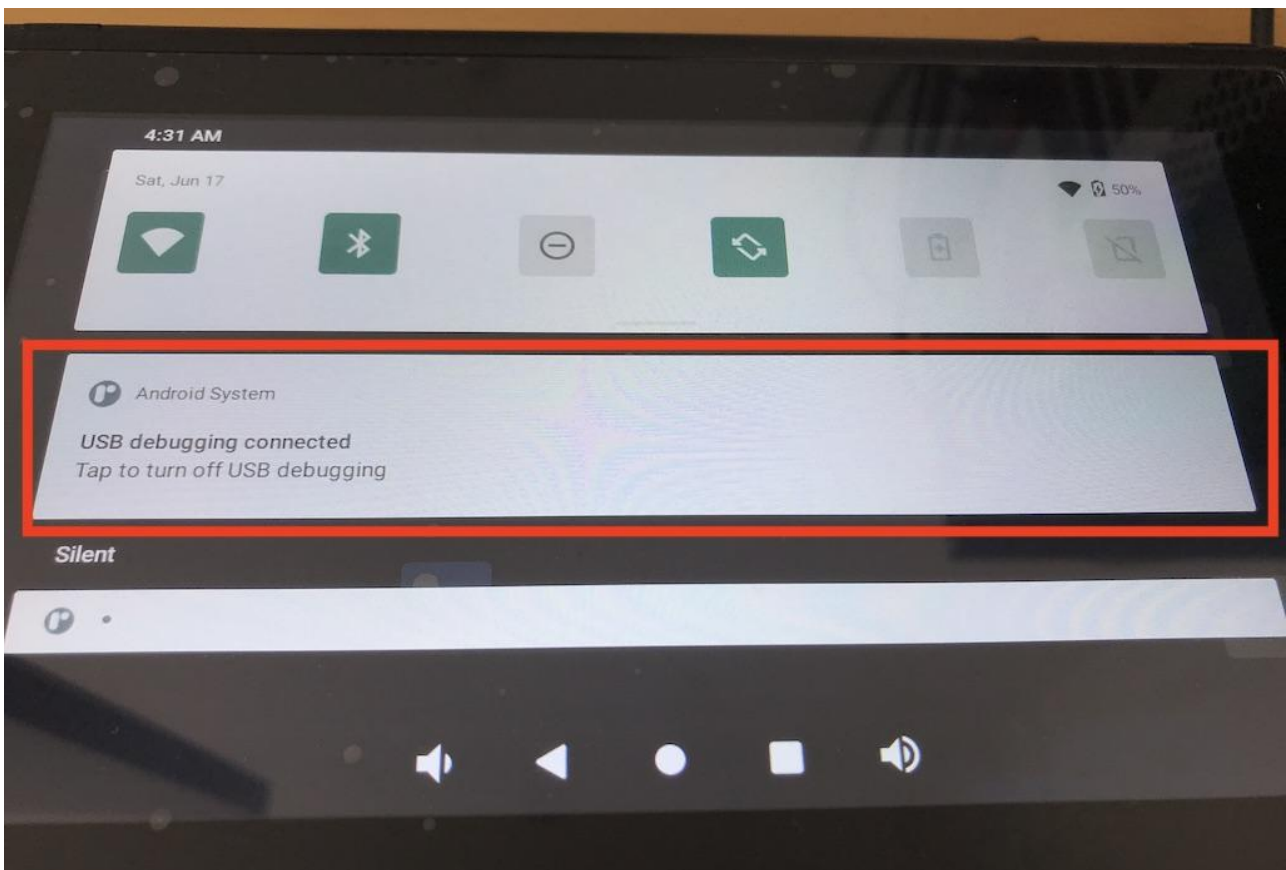 4:31 AM
Sat, Jun 17
50%
Android System
USB debugging connected
Tap to turn off USB debugging
Silent